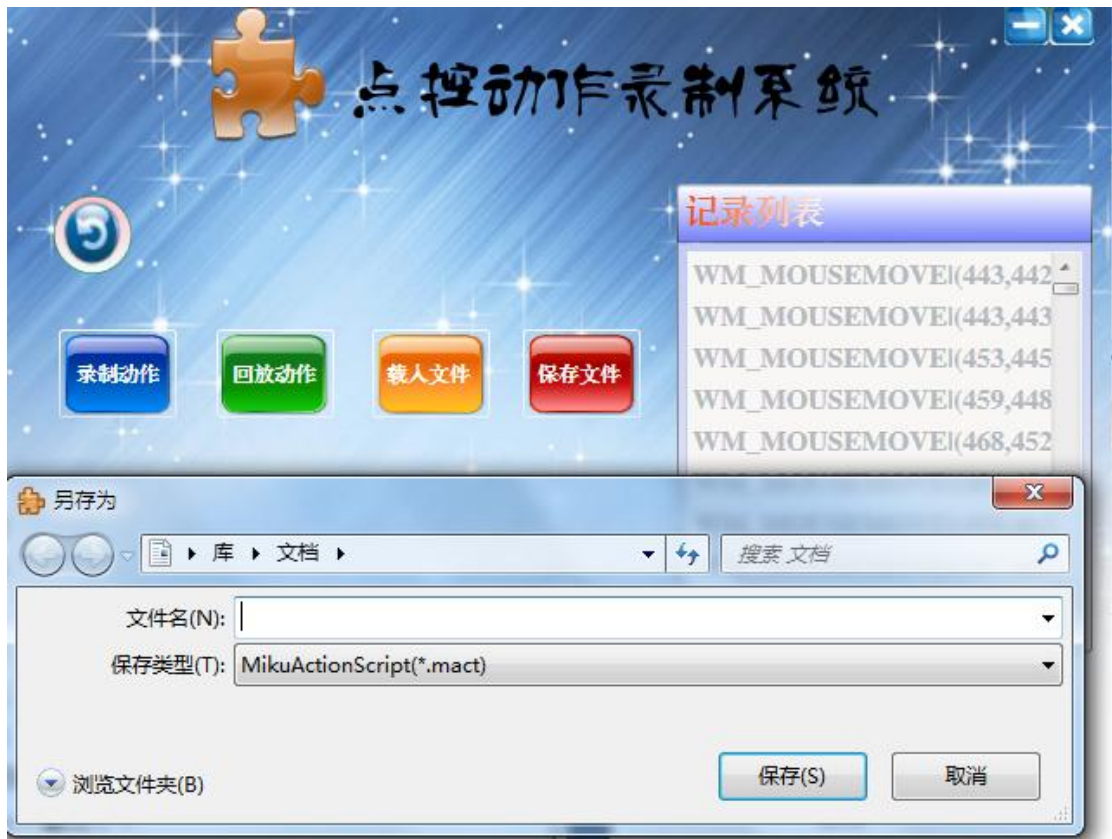 点控动作录制系统
记录列表
WM_MOUSEMOVE|(443,442
WM_MOUSEMOVE|(443,443
WM_MOUSEMOVE|(453,445
WM_MOUSEMOVE|(459,448
WM_MOUSEMOVE|(468,452
录制动作 回放动作 载入文件 保存文件
另存为
库 文档 搜索 文档
文件名(N):
保存类型(T): MikuActionScript(*.mact)
浏览文件夹(B) 保存(S) 取消